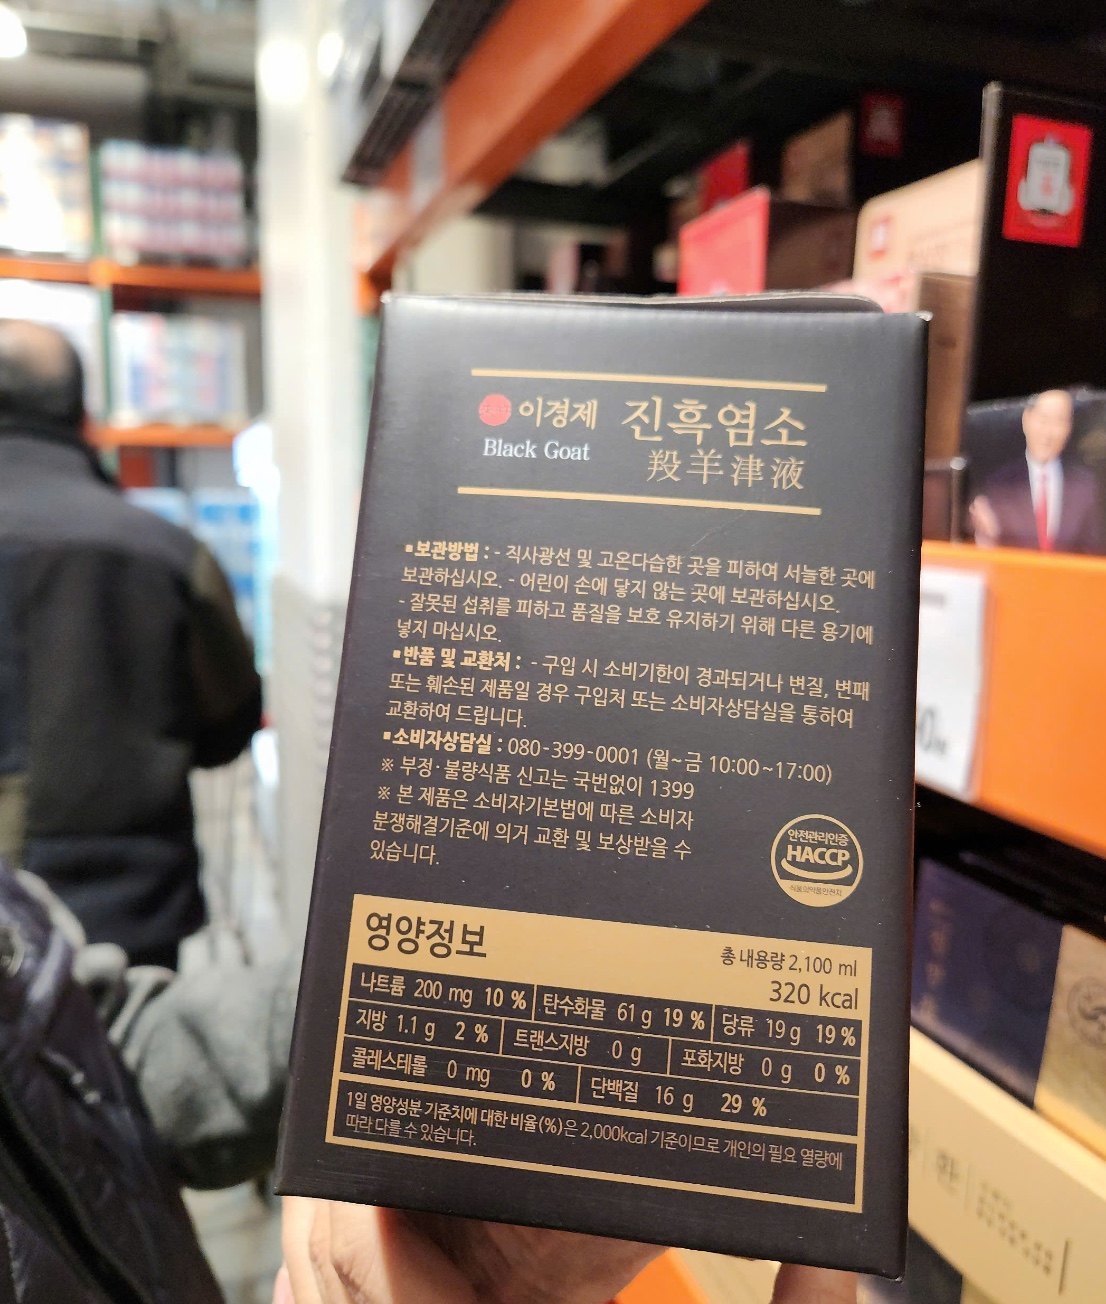 이경제 진흑염소
Black Goat 羖羊津液
▪보관방법 : - 직사광선 및 고온다습한 곳을 피하여 서늘한 곳에
보관하십시오. - 어린이 손에 닿지 않는 곳에 보관하십시오.
- 잘못된 섭취를 피하고 품질을 보호 유지하기 위해 다른 용기에
넣지 마십시오.
▪반품 및 교환처 : - 구입 시 소비기한이 경과되거나 변질, 변패
또는 훼손된 제품일 경우 구입처 또는 소비자상담실을 통하여
교환하여 드립니다.
▪소비자상담실 : 080-399-0001 (월~금 10:00~17:00)
※ 부정·불량식품 신고는 국번없이 1399
※ 본 제품은 소비자기본법에 따른 소비자
분쟁해결기준에 의거 교환 및 보상받을 수
있습니다.
안전관리인증
HACCP
식품의약품안전처
영양정보
총 내용량 2,100 ml
320 kcal
나트륨 200 mg 10 % 탄수화물 61 g 19 % 당류 19 g 19 %
지방 1.1 g 2 % 트랜스지방 0 g 포화지방 0 g 0 %
콜레스테롤 0 mg 0 % 단백질 16 g 29 %
1일 영양성분 기준치에 대한 비율(%)은 2,000kcal 기준이므로 개인의 필요 열량에
따라 다를 수 있습니다.